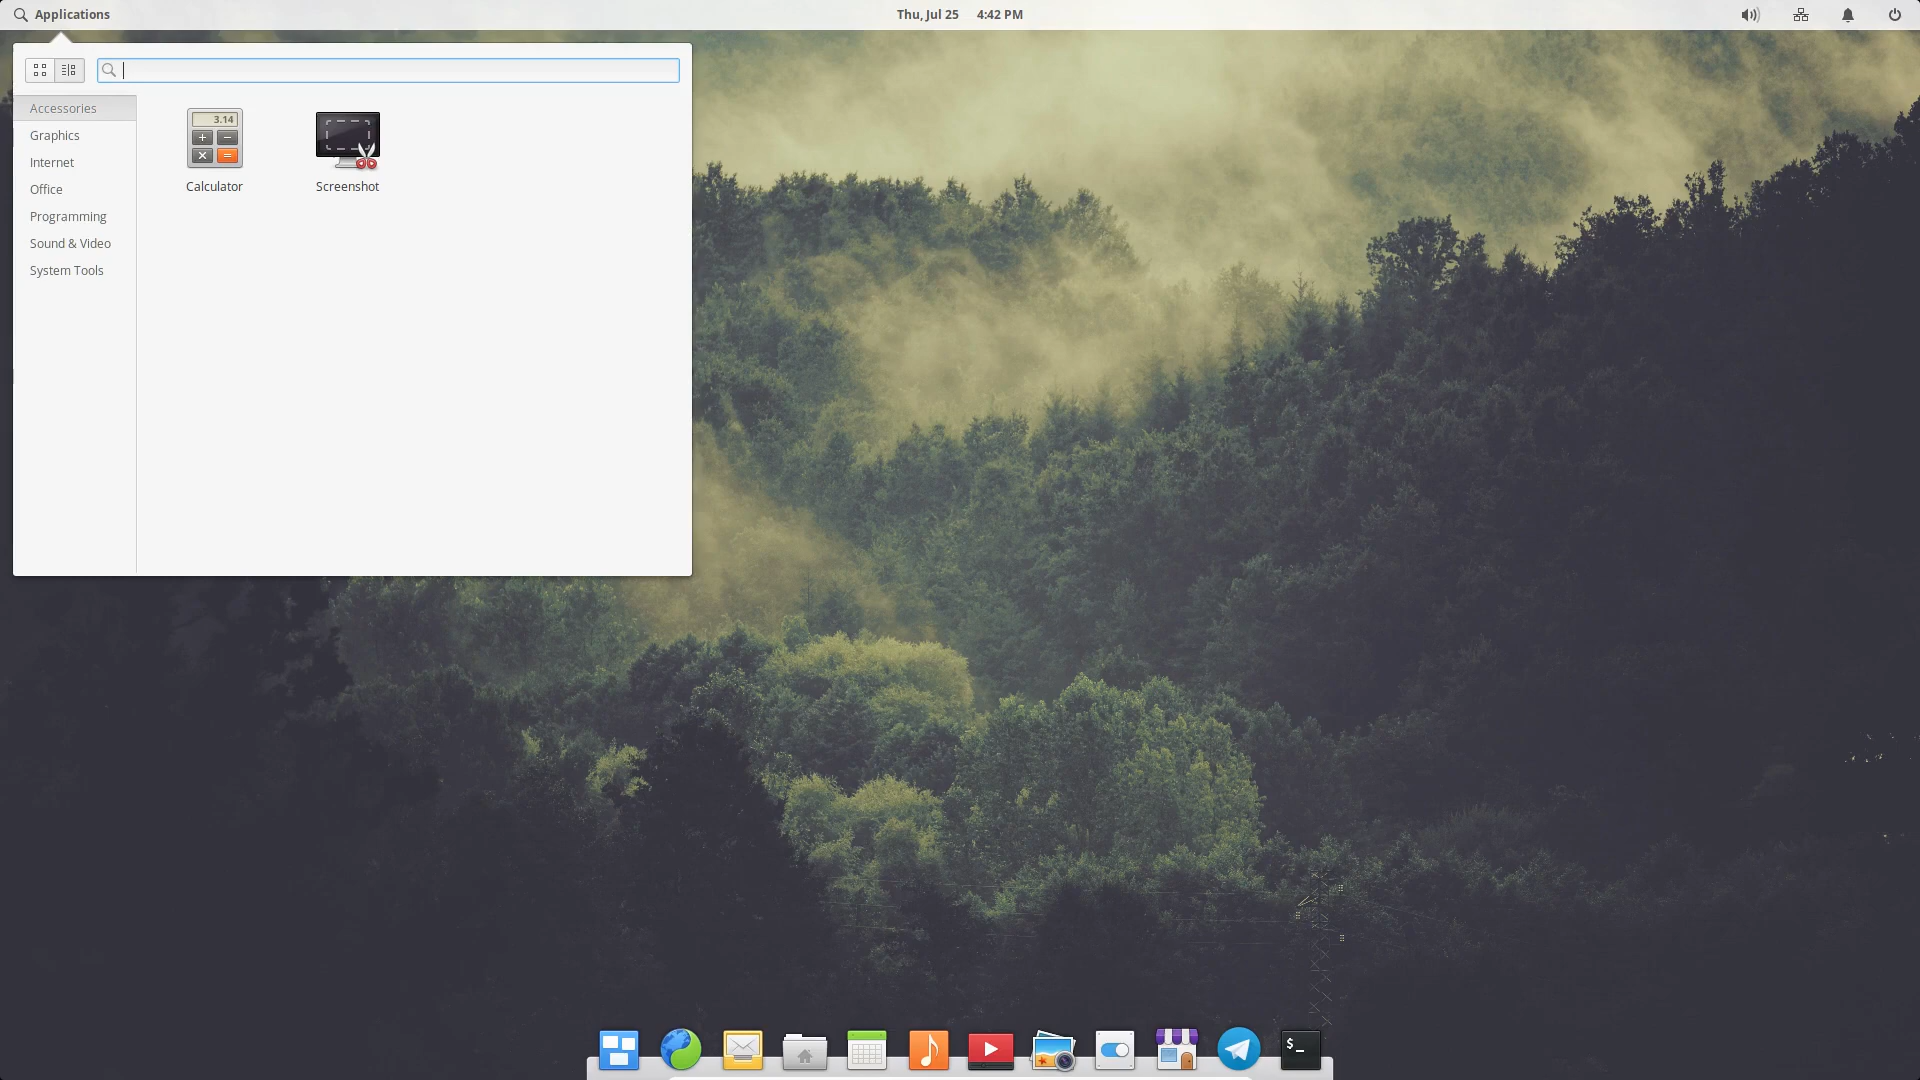 Applications
Thu, Jul 25 4:42 PM
Accessories
Graphics
Internet
Office
Programming
Sound & Video
System Tools
3.14
+ −
× =
Calculator
Screenshot
$_